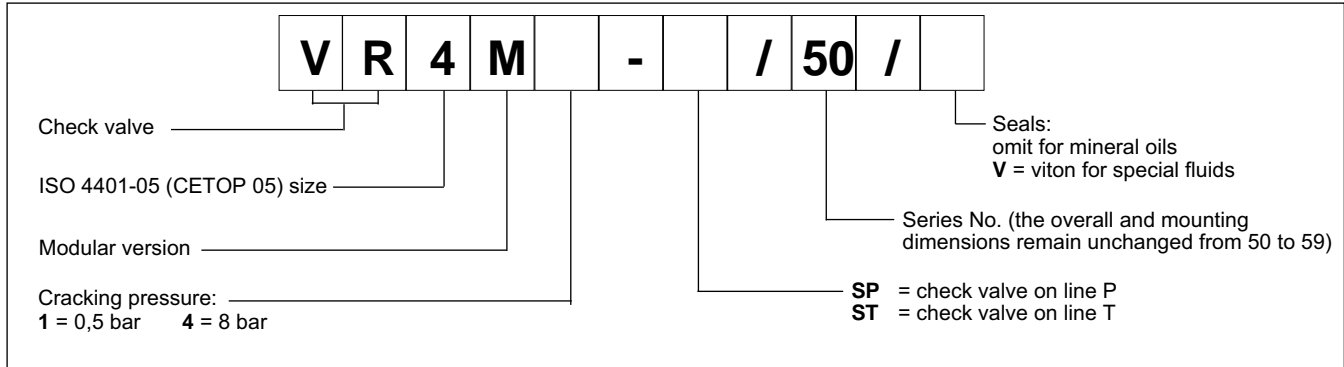 V R 4 M - / 50 /
Check valve
ISO 4401-05 (CETOP 05) size
Modular version
Cracking pressure:
1 = 0,5 bar 4 = 8 bar
Seals:
omit for mineral oils
V = viton for special fluids
Series No. (the overall and mounting
dimensions remain unchanged from 50 to 59)
SP = check valve on line P
ST = check valve on line T